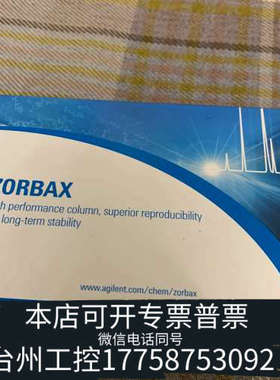 ZORBAX
h performance column, superior reproducibility
long-term stability
www.agilent.com/chem/zorbax
本店可开专票普票
微信电话同号
台州工控17758753092